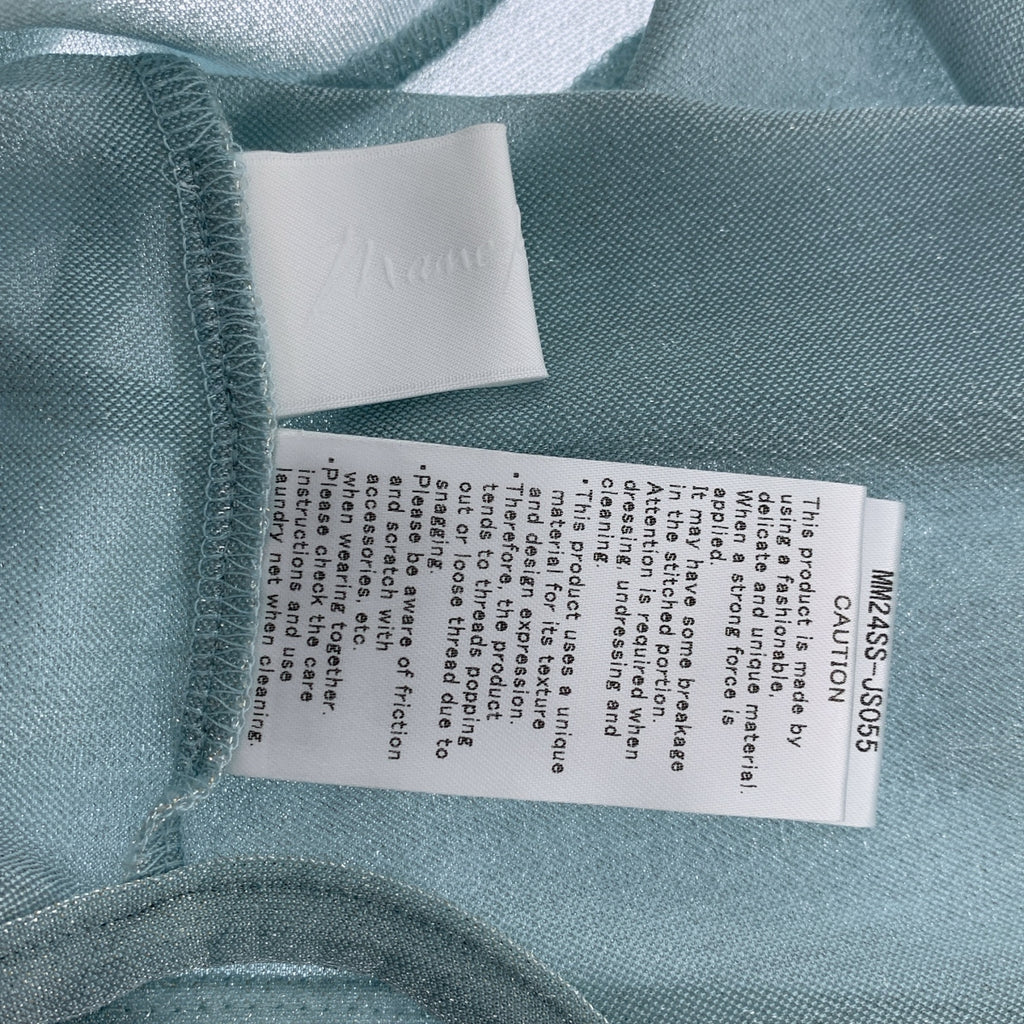 MM24SS-JS055
CAUTION
This product is made by
using a fashionable,
delicate and unique material.
When a strong force is
applied.
It may have some breakage
in the stitched portion.
Attention is required when
dressing, undressing and
cleaning.
・This product uses a unique
material for its texture
and design expression.
・Therefore, the product
tends to threads popping
out or loose thread due to
snagging.
・Please be aware of friction
and scratch with
accessories, etc.
when wearing together.
・Please check the care
instructions and use
laundry net when cleaning.